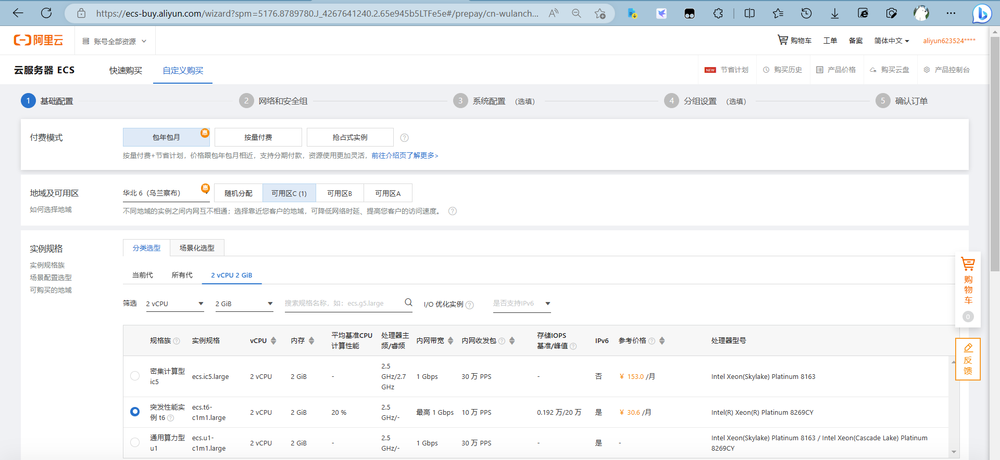 https://ecs-buy.aliyun.com/wizard?spm=5176.8789780.J_4267641240.2.65e945b5LTFe5e#/prepay/cn-wulanch...
阿里云
账号全部资源
购物车 工单 备案 简体中文 aliyun623524****
云服务器 ECS 快速购买 自定义购买
NEW 节省计划 购买历史 产品价格 购买云盘 产品控制台
1 基础配置 2 网络和安全组 3 系统配置 （选填） 4 分组设置 （选填） 5 确认订单
付费模式 包年包月 惠 按量付费 抢占式实例
按量付费+节省计划，价格跟包年包月相近，支持分期付款，资源使用更加灵活，前往介绍页了解更多>
地域及可用区 华北 6（乌兰察布） 惠 随机分配 可用区C (1) 可用区B 可用区A
如何选择地域 不同地域的实例之间内网互不相通；选择靠近您客户的地域，可降低网络时延、提高您客户的访问速度。
实例规格 分类选型 场景化选型
实例规格族
场景配置选型
可购买的地域
当前代 所有代 2 vCPU 2 GiB
筛选 2 vCPU 2 GiB 搜索规格名称，如：ecs.g5.large I/O 优化实例 是否支持IPv6
规格族 实例规格 vCPU 内存 平均基准CPU 计算性能 处理器主 频/睿频 内网带宽 内网收发包 存储IOPS 基准/峰值 IPv6 参考价格 处理器型号
密集计算型 ic5 ecs.ic5.large 2 vCPU 2 GiB - 2.5 GHz/2.7 GHz 1 Gbps 30 万 PPS - 否 ¥ 153.0 /月 Intel Xeon(Skylake) Platinum 8163
突发性能实例 t6 ecs.t6-c1m1.large 2 vCPU 2 GiB 20 % 2.5 GHz/- 最高 1 Gbps 10 万 PPS 0.192 万/20 万 是 ¥ 30.6 /月 Intel(R) Xeon(R) Platinum 8269CY
通用算力型 u1 ecs.u1-c1m1.large 2 vCPU 2 GiB - 2.5 GHz/- 1 Gbps 30 万 PPS - 是 - Intel Xeon(Skylake) Platinum 8163 / Intel Xeon(Cascade Lake) Platinum 8269CY
购物车
0
反馈